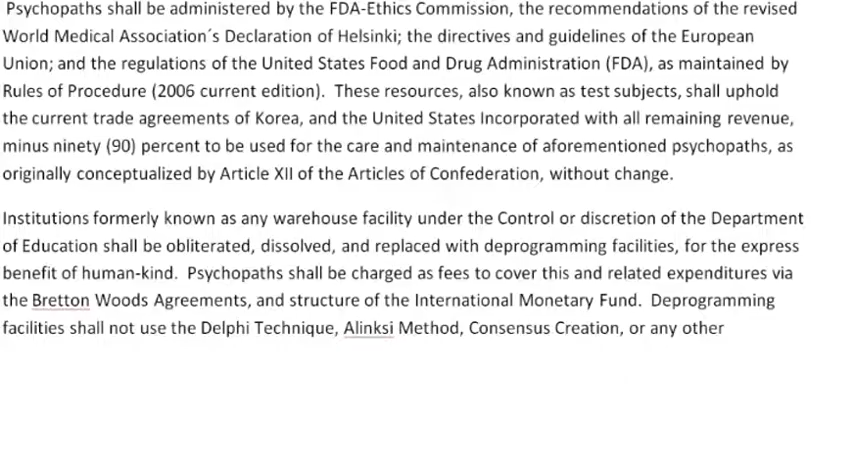 Psychopaths shall be administered by the FDA-Ethics Commission, the recommendations of the revised
World Medical Association´s Declaration of Helsinki; the directives and guidelines of the European
Union; and the regulations of the United States Food and Drug Administration (FDA), as maintained by
Rules of Procedure (2006 current edition).  These resources, also known as test subjects, shall uphold
the current trade agreements of Korea, and the United States Incorporated with all remaining revenue,
minus ninety (90) percent to be used for the care and maintenance of aforementioned psychopaths, as
originally conceptualized by Article XII of the Articles of Confederation, without change.
Institutions formerly known as any warehouse facility under the Control or discretion of the Department
of Education shall be obliterated, dissolved, and replaced with deprogramming facilities, for the express
benefit of human-kind.  Psychopaths shall be charged as fees to cover this and related expenditures via
the Bretton Woods Agreements, and structure of the International Monetary Fund.  Deprogramming
facilities shall not use the Delphi Technique, Alinksi Method, Consensus Creation, or any other